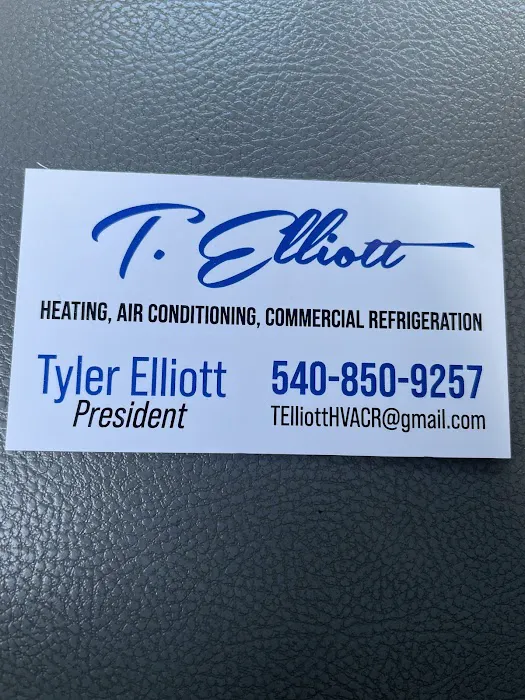 T. Elliott
HEATING, AIR CONDITIONING, COMMERCIAL REFRIGERATION
Tyler Elliott
President
540-850-9257
TElliottHVACR@gmail.com